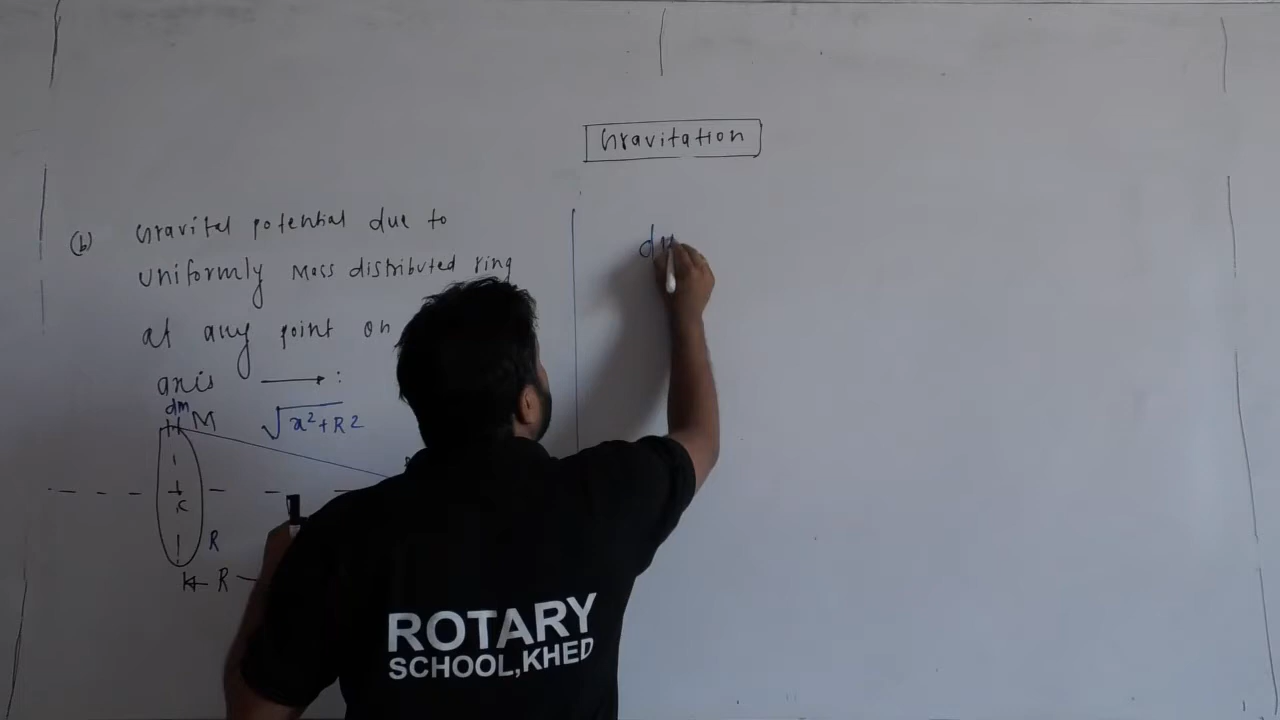 Gravitation
(b) Gravital potential due to
uniformly Mass distributed ring
at any point on
axis ⟶ :
dm
M
√x²+R2
C
R
R
d
ROTARY
SCHOOL,KHED